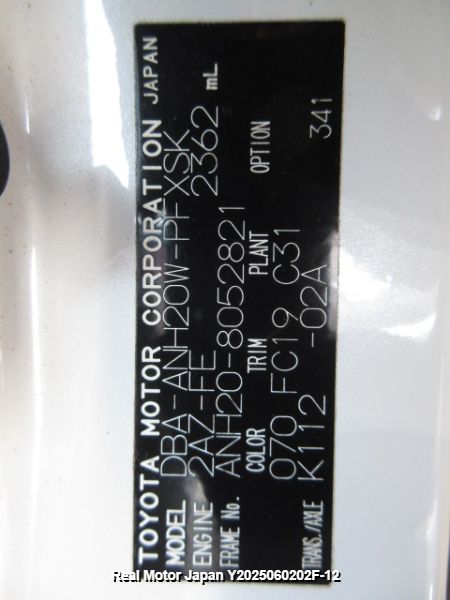 TOYOTA MOTOR CORPORATION JAPAN
MODEL DBA-ANH20W-PFXSK
ENGINE 2AZ-FE 2362 mL
FRAME No. ANH20-8052821
COLOR TRIM PLANT OPTION
070 FC19 C31
TRANS./AXLE K112 -02A 341
Real Motor Japan Y2025060202F-12